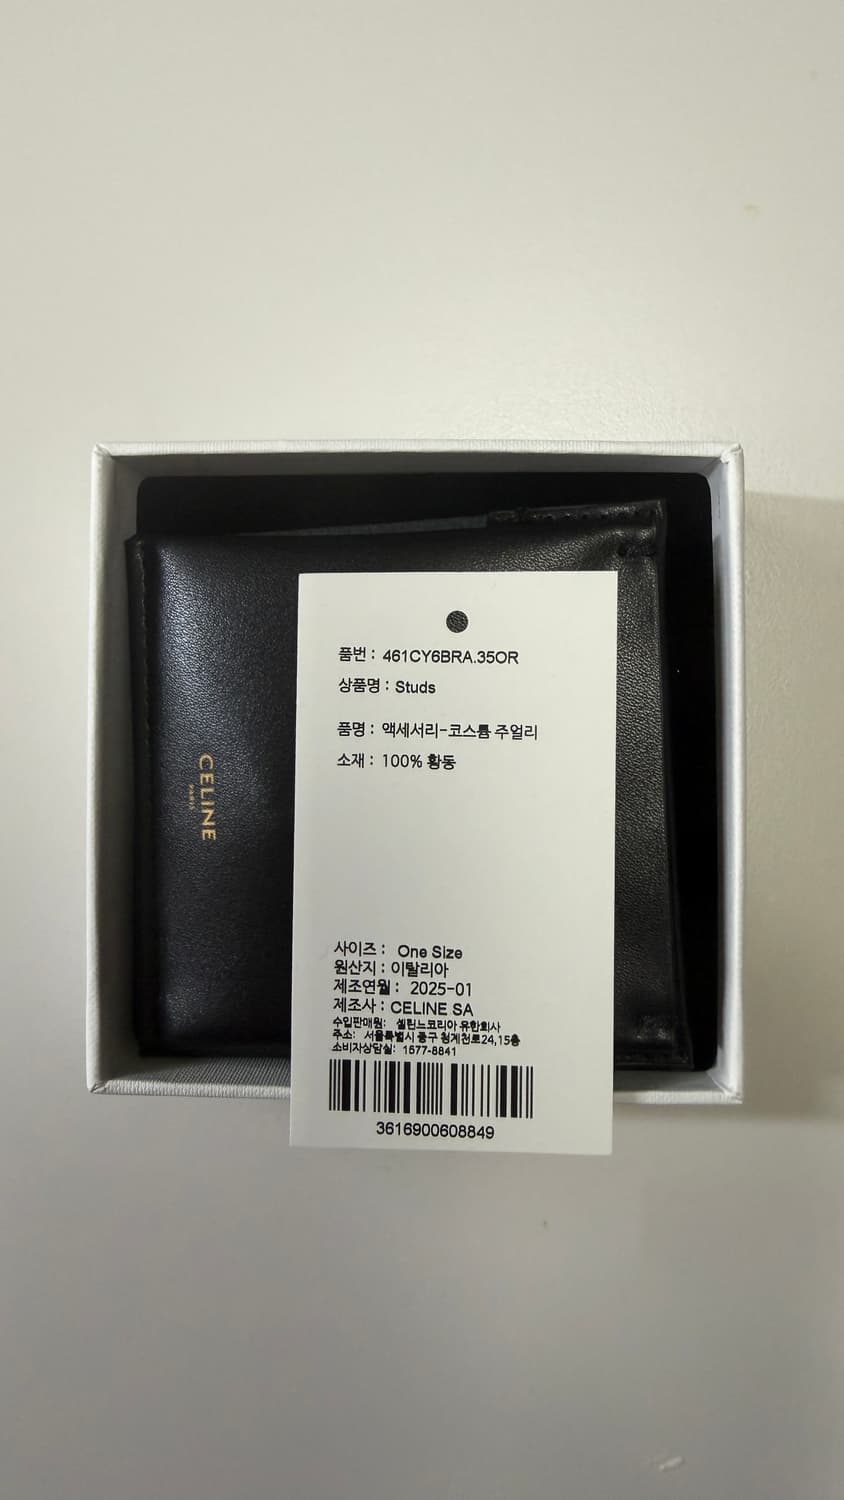 품번 : 461CY6BRA.35OR
상품명 : Studs
품명 : 액세서리-코스튬 주얼리
소재 : 100% 황동
CELINE
PARIS
사이즈 : One Size
원산지 : 이탈리아
제조연월 : 2025-01
제조사 : CELINE SA
수입판매원: 셀린느코리아 유한회사
주소: 서울특별시 중구 청계천로24,15층
소비자상담실: 1577-8841
3616900608849